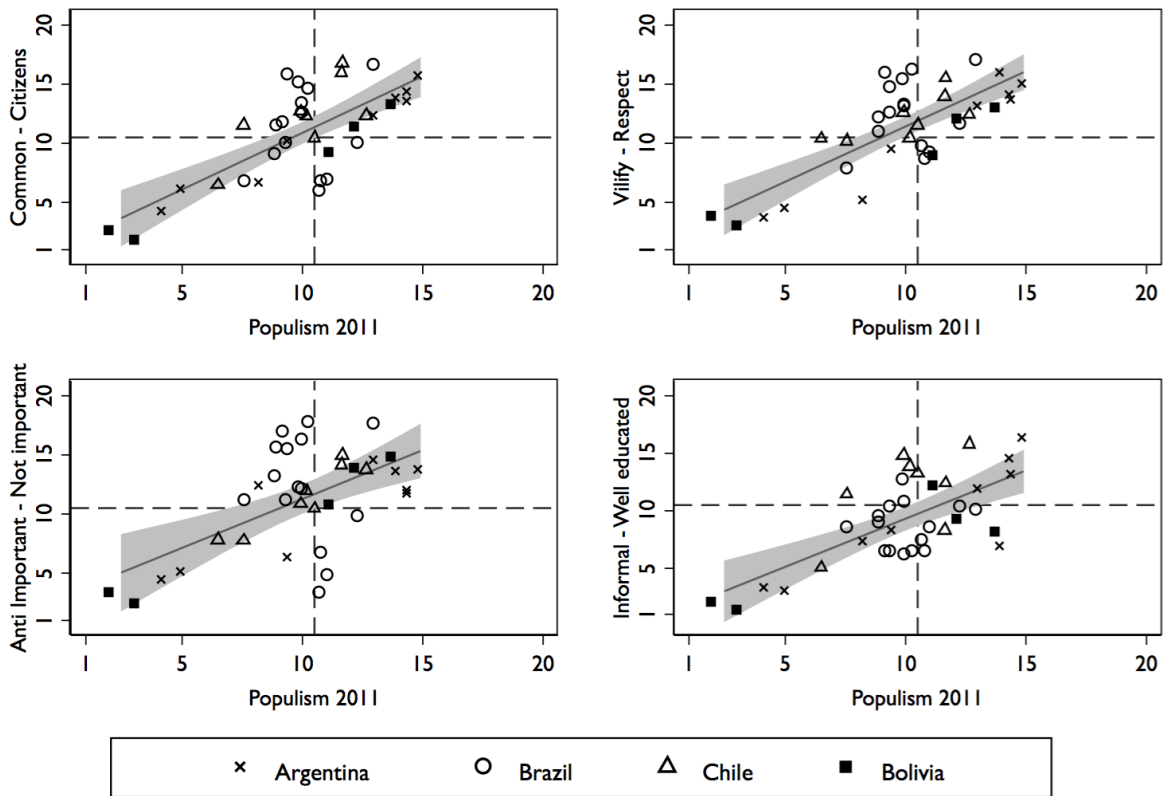 Common - Citizens
20
15
10
5
1
1 5 10 15 20
Populism 2011
Vilify - Respect
20
15
10
5
1
1 5 10 15 20
Populism 2011
Anti Important - Not important
20
15
10
5
1
1 5 10 15 20
Populism 2011
Informal - Well educated
20
15
10
5
1
1 5 10 15 20
Populism 2011
Argentina Brazil Chile Bolivia